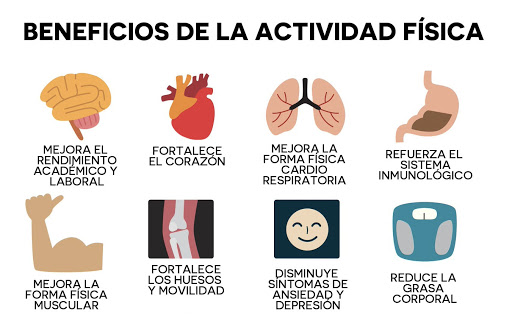 BENEFICIOS DE LA ACTIVIDAD FÍSICA
MEJORA EL
RENDIMIENTO
ACADÉMICO Y
LABORAL
FORTALECE
EL CORAZÓN
MEJORA LA
FORMA FÍSICA
CARDIO
RESPIRATORIA
REFUERZA EL
SISTEMA
INMUNOLÓGICO
MEJORA LA
FORMA FÍSICA
MUSCULAR
FORTALECE
LOS HUESOS
Y MOVILIDAD
DISMINUYE
SÍNTOMAS DE
ANSIEDAD Y
DEPRESIÓN
REDUCE LA
GRASA
CORPORAL